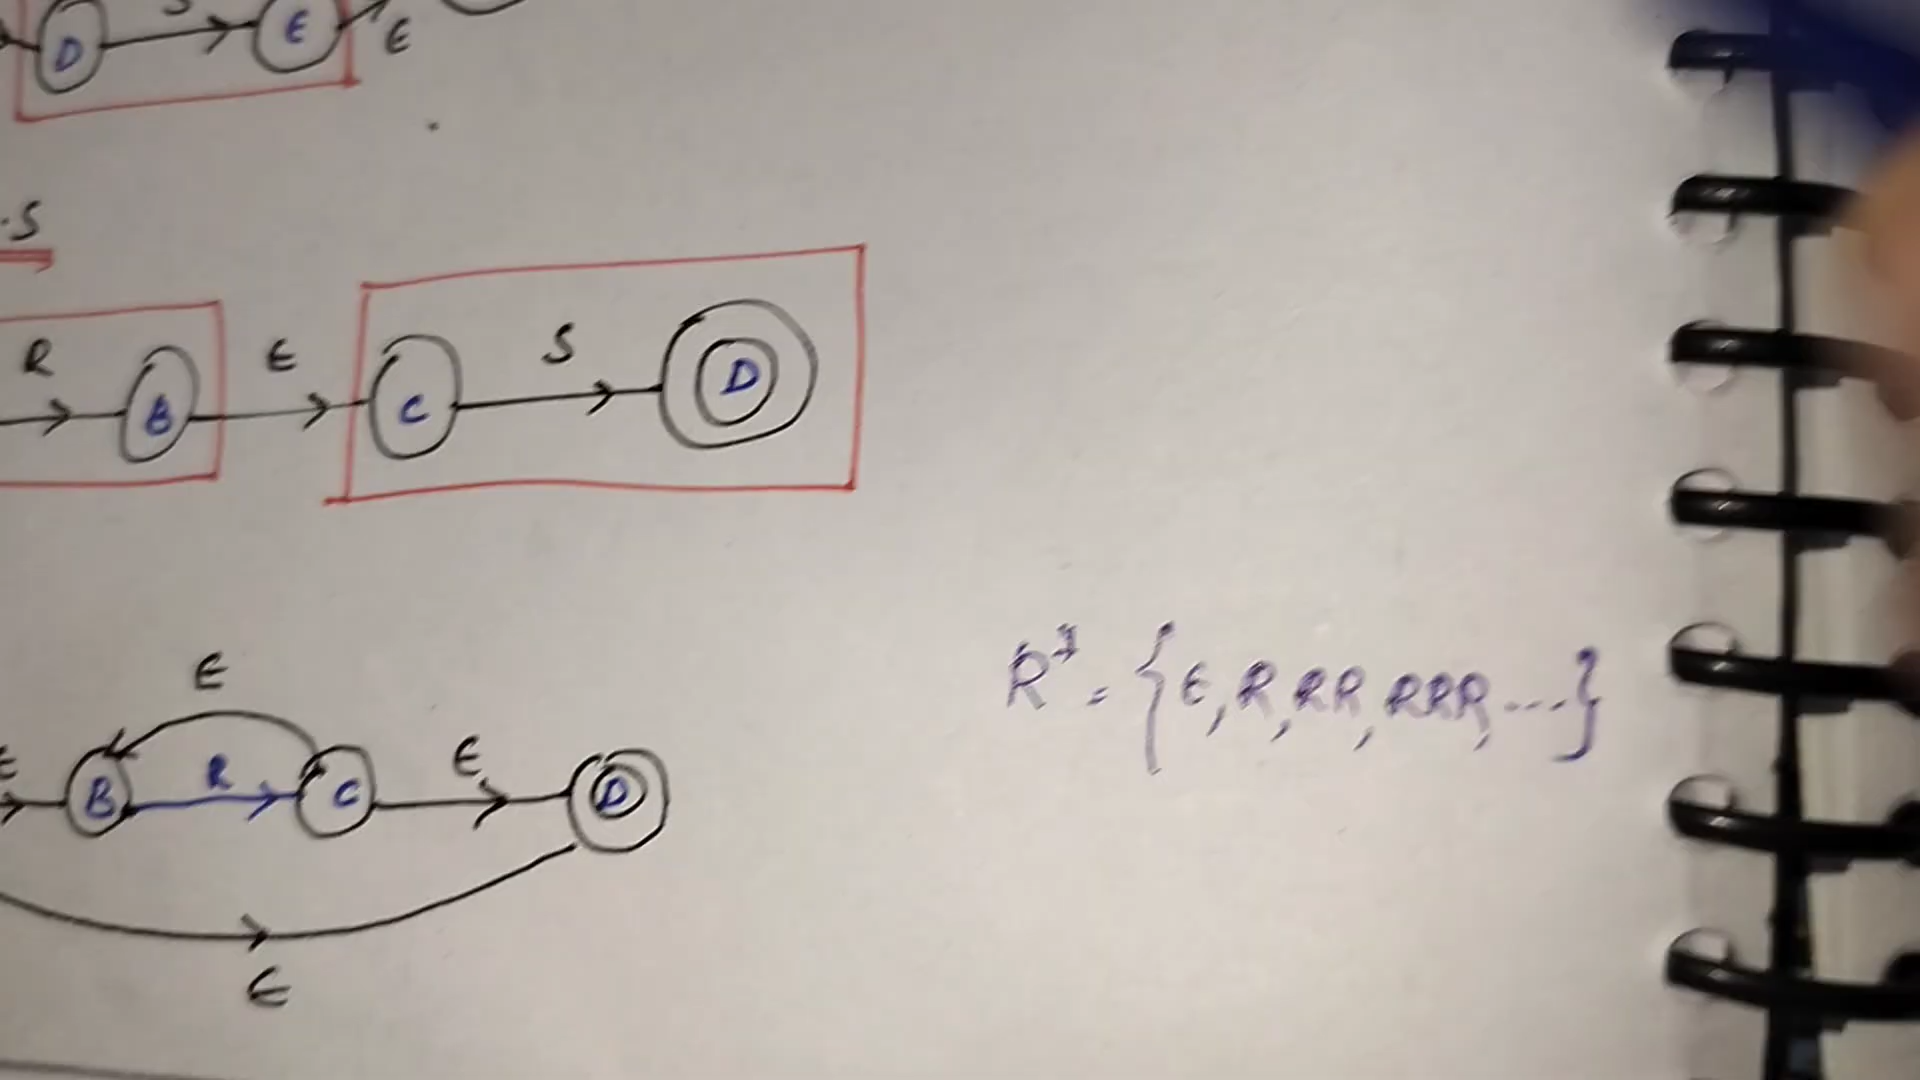 D E ε
.S
R B ε C S D
ε
R* = {ε, R, RR, RRR, ...}
ε B R C ε D
ε